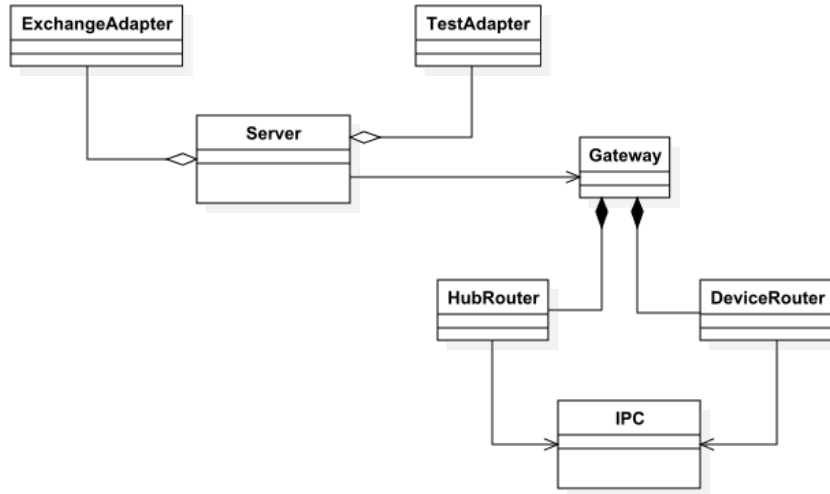 ExchangeAdapter
TestAdapter
Server
Gateway
HubRouter
DeviceRouter
IPC